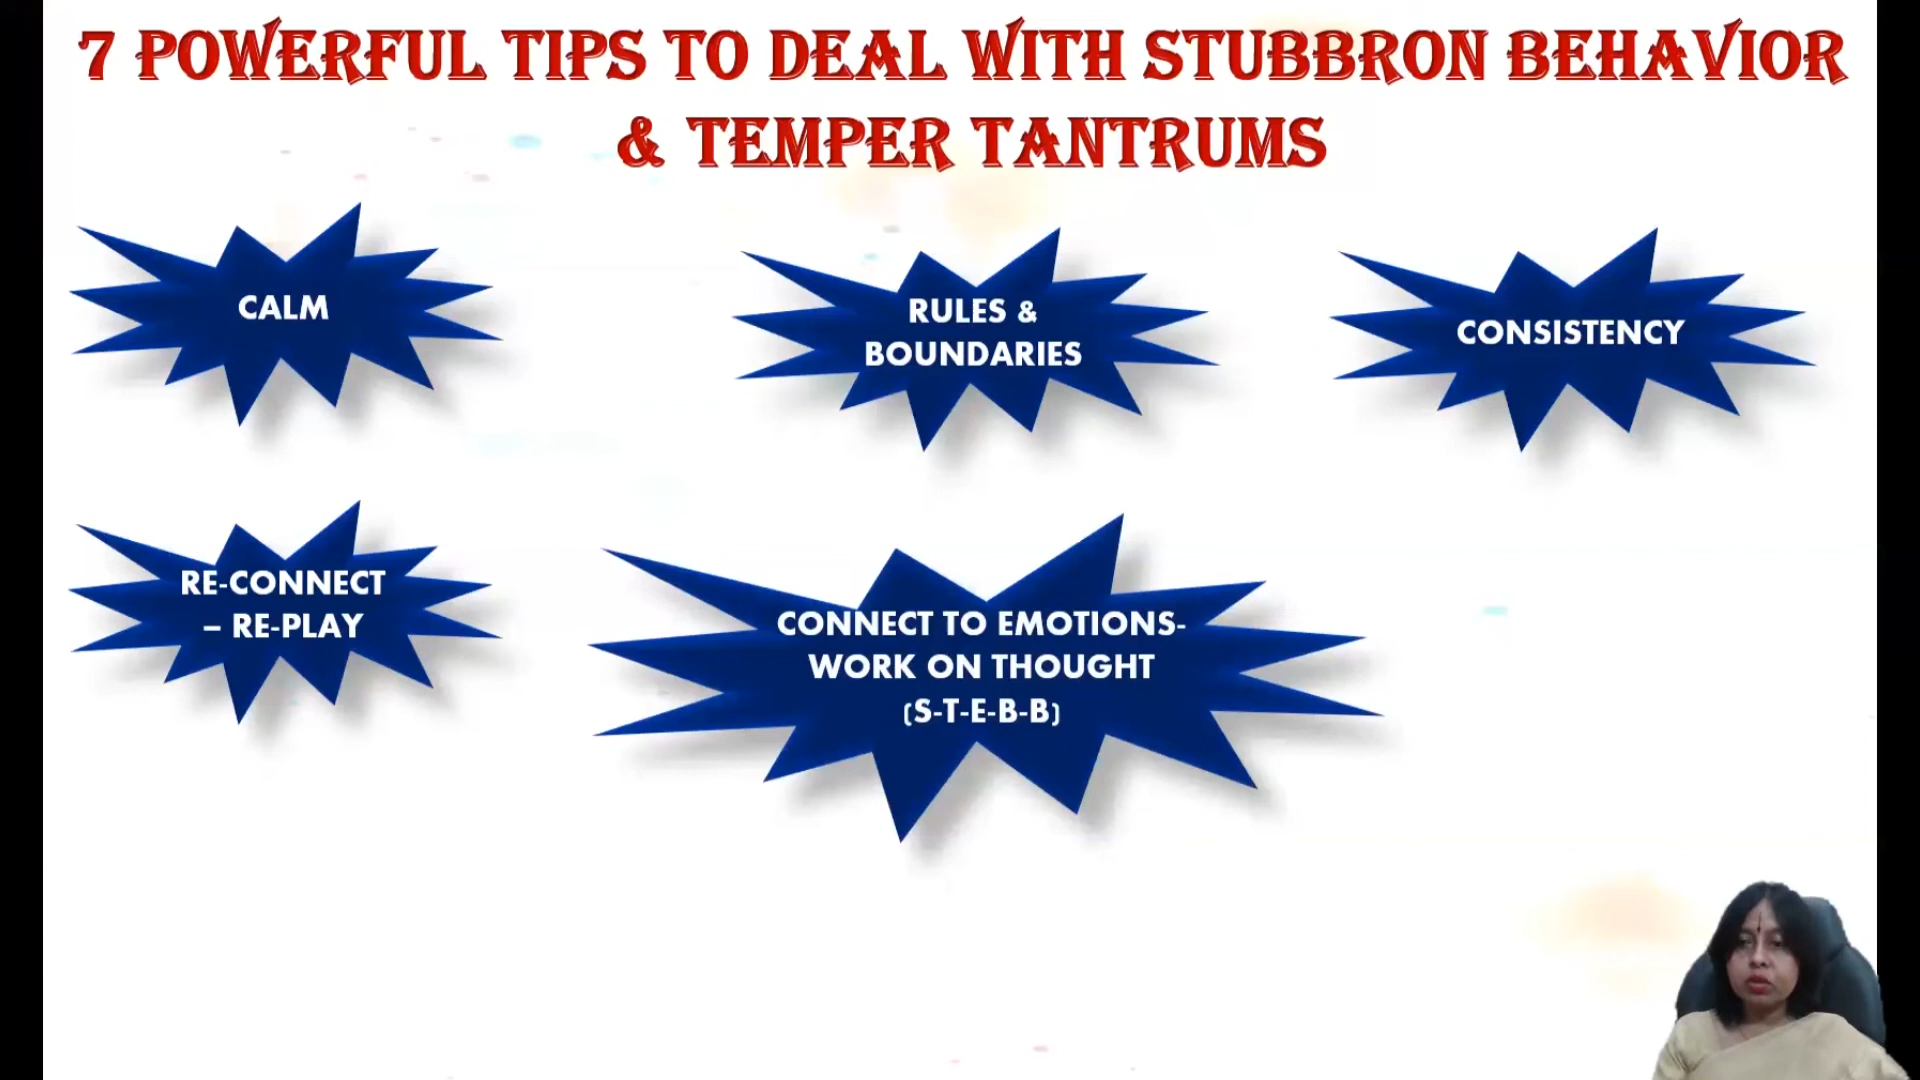 7 POWERFUL TIPS TO DEAL WITH STUBBRON BEHAVIOR
& TEMPER TANTRUMS
CALM
RULES &
BOUNDARIES
CONSISTENCY
RE-CONNECT
– RE-PLAY
CONNECT TO EMOTIONS-
WORK ON THOUGHT
(S-T-E-B-B)